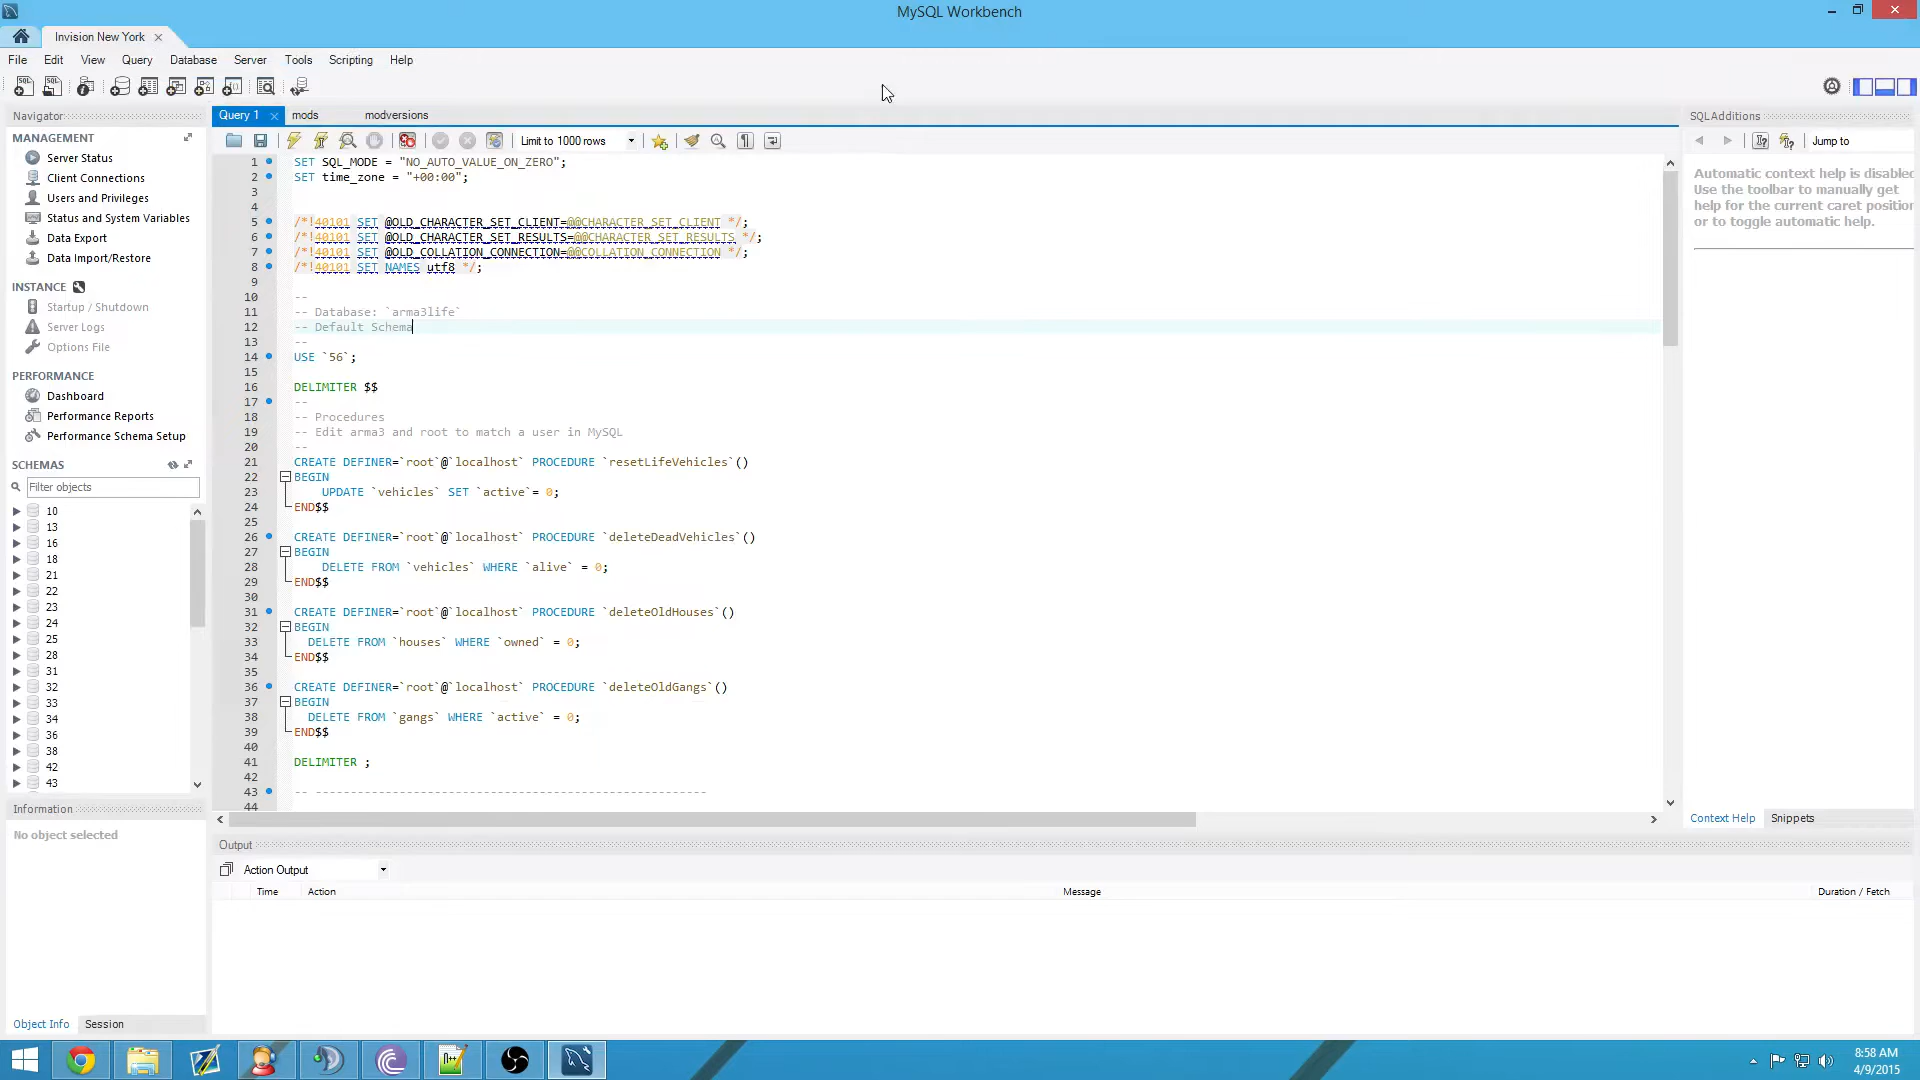 MySQL Workbench
Invision New York
File Edit View Query Database Server Tools Scripting Help
Navigator
MANAGEMENT
Server Status
Client Connections
Users and Privileges
Status and System Variables
Data Export
Data Import/Restore
INSTANCE
Startup / Shutdown
Server Logs
Options File
PERFORMANCE
Dashboard
Performance Reports
Performance Schema Setup
SCHEMAS
Filter objects
10
13
16
18
21
22
23
24
25
28
31
32
33
34
36
38
42
43
Information
No object selected
Object Info Session
Query 1 mods modversions
Limit to 1000 rows
1 SET SQL_MODE = "NO_AUTO_VALUE_ON_ZERO";
2 SET time_zone = "+00:00";
3
4
5 /*!40101 SET @OLD_CHARACTER_SET_CLIENT=@@CHARACTER_SET_CLIENT */;
6 /*!40101 SET @OLD_CHARACTER_SET_RESULTS=@@CHARACTER_SET_RESULTS */;
7 /*!40101 SET @OLD_COLLATION_CONNECTION=@@COLLATION_CONNECTION */;
8 /*!40101 SET NAMES utf8 */;
9
10 --
11 -- Database: `arma3life`
12 -- Default Schema
13 --
14 USE `56`;
15
16 DELIMITER $$
17 --
18 -- Procedures
19 -- Edit arma3 and root to match a user in MySQL
20 --
21 CREATE DEFINER=`root`@`localhost` PROCEDURE `resetLifeVehicles`()
22 BEGIN
23 UPDATE `vehicles` SET `active`= 0;
24 END$$
25
26 CREATE DEFINER=`root`@`localhost` PROCEDURE `deleteDeadVehicles`()
27 BEGIN
28 DELETE FROM `vehicles` WHERE `alive` = 0;
29 END$$
30
31 CREATE DEFINER=`root`@`localhost` PROCEDURE `deleteOldHouses`()
32 BEGIN
33 DELETE FROM `houses` WHERE `owned` = 0;
34 END$$
35
36 CREATE DEFINER=`root`@`localhost` PROCEDURE `deleteOldGangs`()
37 BEGIN
38 DELETE FROM `gangs` WHERE `active` = 0;
39 END$$
40
41 DELIMITER ;
42
43 -- --------------------------------------------------------
44
Output
Action Output
Time Action Message Duration / Fetch
SQLAdditions
Jump to
Automatic context help is disabled
Use the toolbar to manually get
help for the current caret position
or to toggle automatic help.
Context Help Snippets
8:58 AM
4/9/2015